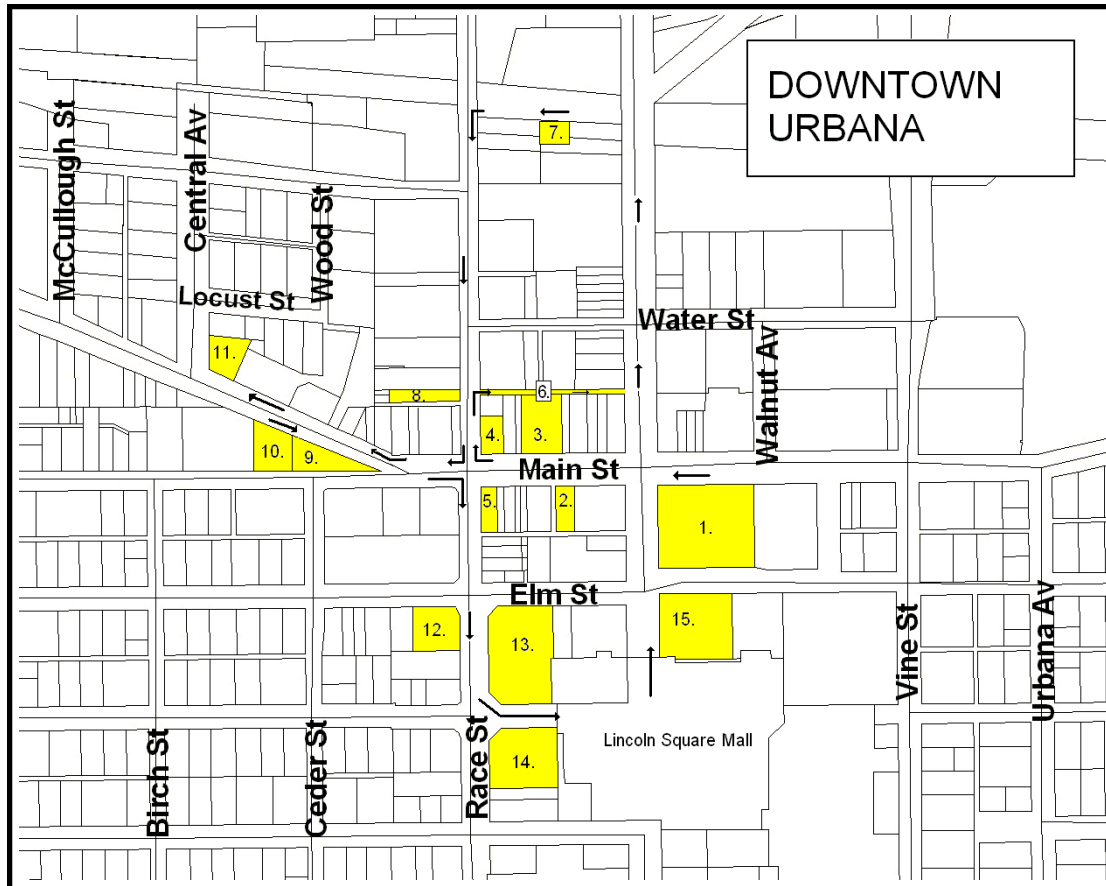 DOWNTOWN
URBANA
McCullough St
Central Av
Wood St
Locust St
7.
Water St
Walnut Av
11.
8.
6.
4.
3.
10.
9.
Main St
5.
2.
1.
Elm St
12.
13.
15.
Vine St
Urbana Av
Lincoln Square Mall
14.
Birch St
Ceder St
Race St